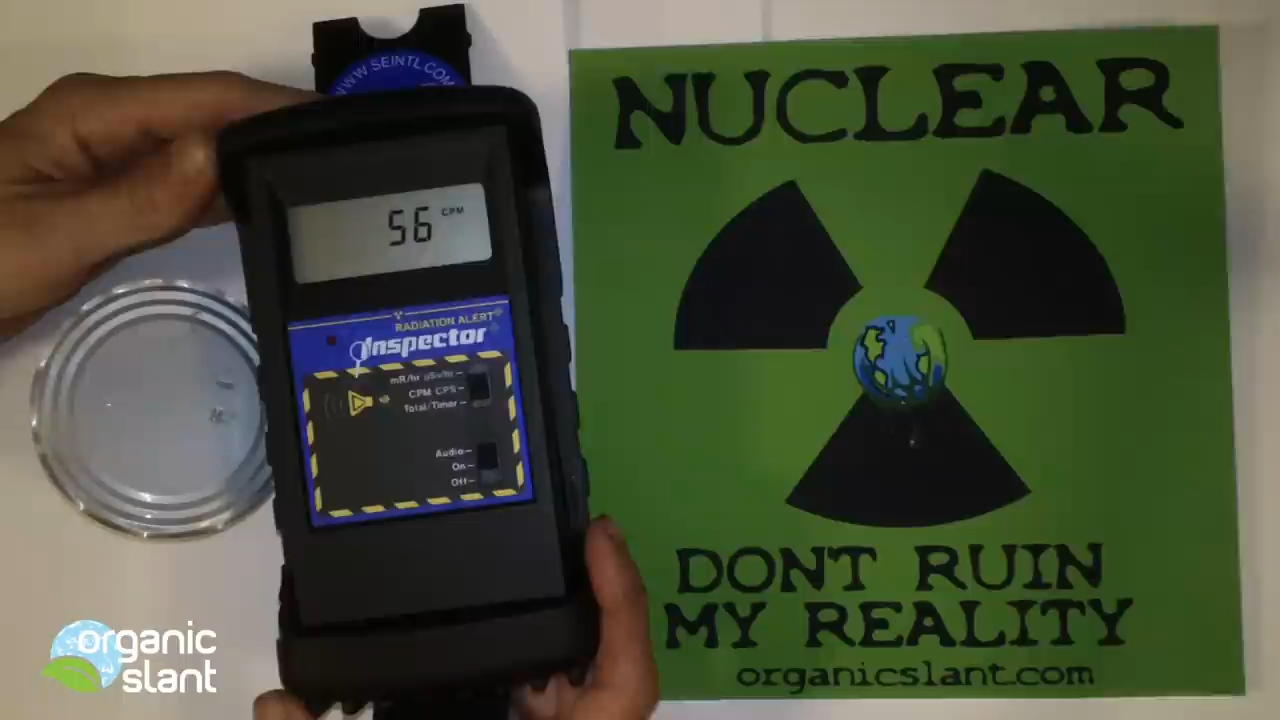 WWW.SEINTL.COM
56 CPM
RADIATION ALERT
Inspector
mR/hr µSv/hr
CPM CPS
Total/Timer
Audio
On
Off
NUCLEAR
DONT RUIN
MY REALITY
organicslant.com
organic
slant